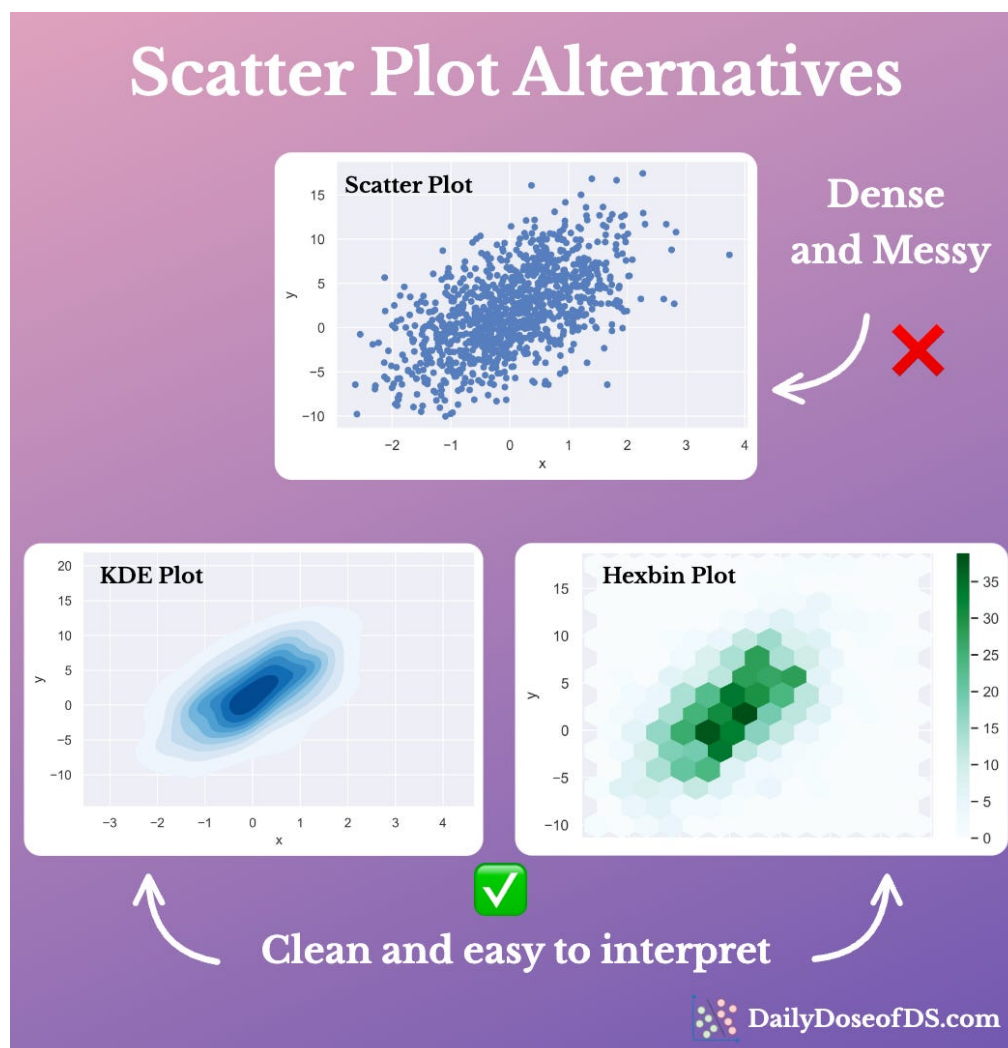 Scatter Plot Alternatives
Scatter Plot
Dense
and Messy
15
10
5
0
−5
−10
y
−2 −1 0 1 2 3 4
x
KDE Plot
20
15
10
5
0
−5
−10
y
−3 −2 −1 0 1 2 3 4
x
Hexbin Plot
15
10
5
0
−5
−10
y
35
30
25
20
15
10
5
0
Clean and easy to interpret
DailyDoseofDS.com